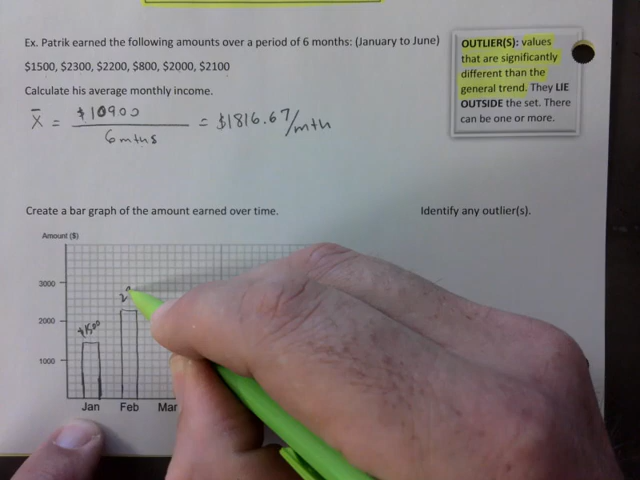 Ex. Patrik earned the following amounts over a period of 6 months: (January to June)
$1500, $2300, $2200, $800, $2000, $2100
Calculate his average monthly income.
x̄ = $10900 / 6 mths = $1816.67/mth
OUTLIER(S): values
that are significantly
different than the
general trend. They LIE
OUTSIDE the set. There
can be one or more.
Create a bar graph of the amount earned over time.
Identify any outlier(s).
Amount ($)
3000
2000
1000
$1500
Jan Feb Mar